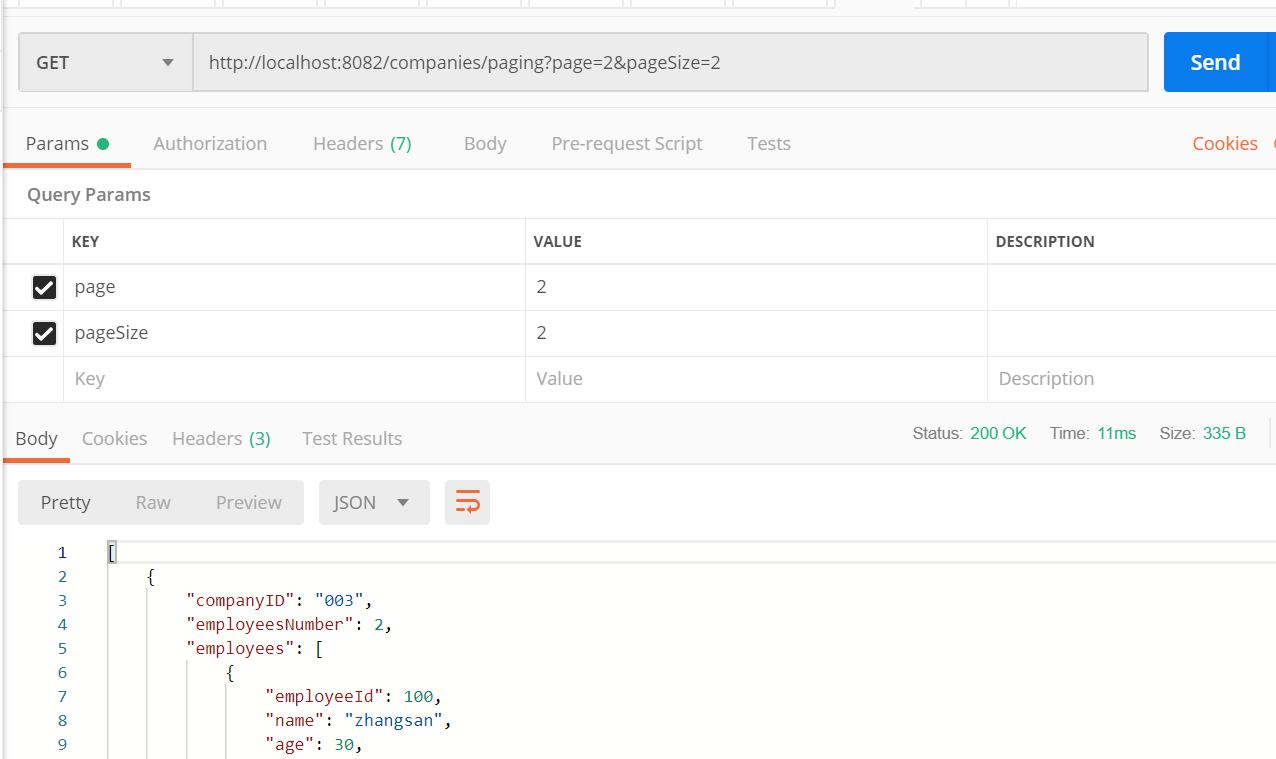 GET http://localhost:8082/companies/paging?page=2&pageSize=2 Send
Params Authorization Headers (7) Body Pre-request Script Tests Cookies
Query Params
KEY VALUE DESCRIPTION
page 2
pageSize 2
Key Value Description
Body Cookies Headers (3) Test Results Status: 200 OK Time: 11ms Size: 335 B
Pretty Raw Preview JSON
1 [
2 {
3 "companyID": "003",
4 "employeesNumber": 2,
5 "employees": [
6 {
7 "employeeId": 100,
8 "name": "zhangsan",
9 "age": 30,